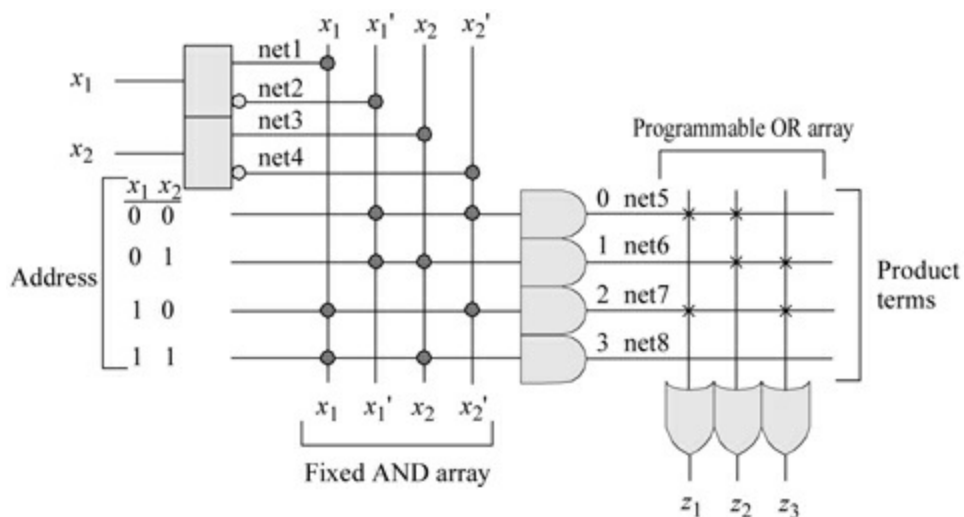 x₁ x₁' x₂ x₂'
x₁
net1
net2
x₂
net3
net4
Programmable OR array
Address
x₁ x₂
0 0
0 1
1 0
1 1
0 net5
1 net6
2 net7
3 net8
Product
terms
x₁ x₁' x₂ x₂'
Fixed AND array
z₁ z₂ z₃